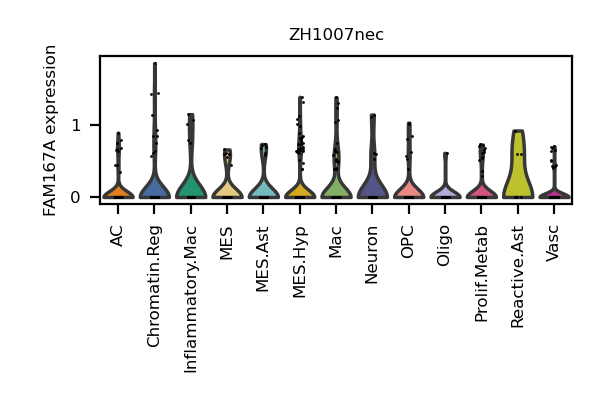 ZH1007nec
FAM167A expression
1
0
AC
Chromatin.Reg
Inflammatory.Mac
MES
MES.Ast
MES.Hyp
Mac
Neuron
OPC
Oligo
Prolif.Metab
Reactive.Ast
Vasc